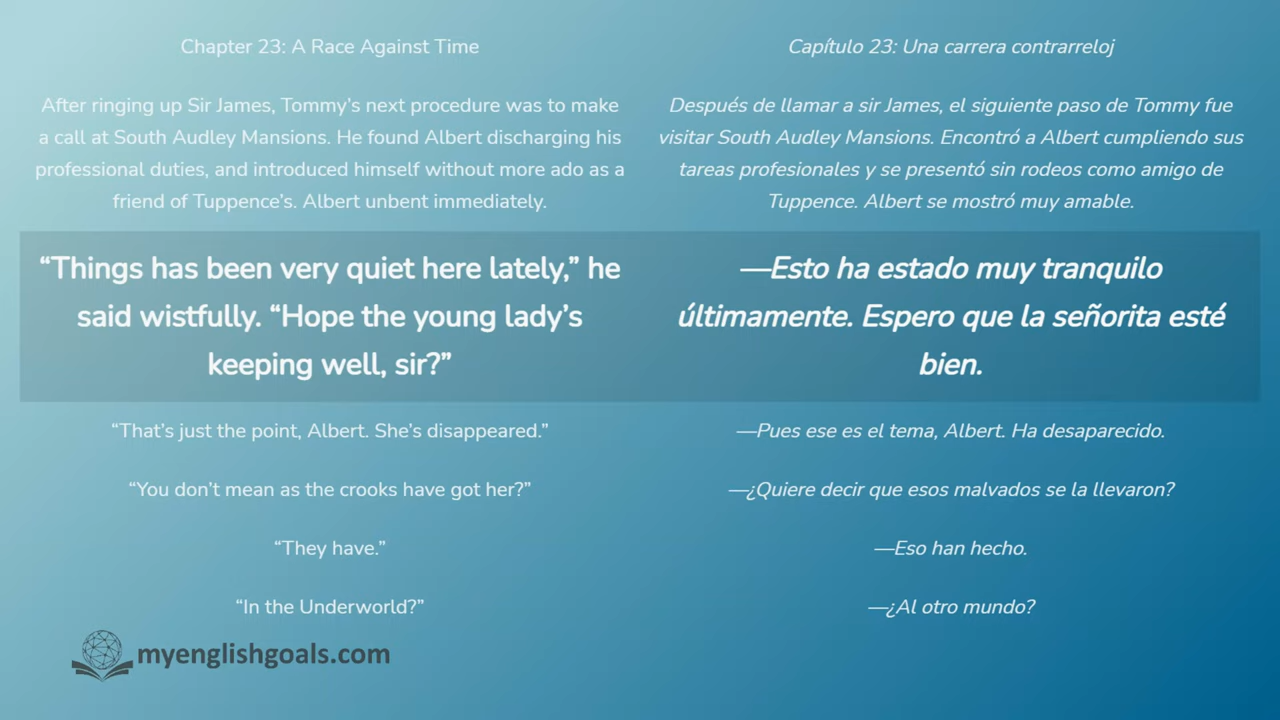 Chapter 23: A Race Against Time
After ringing up Sir James, Tommy’s next procedure was to make
a call at South Audley Mansions. He found Albert discharging his
professional duties, and introduced himself without more ado as a
friend of Tuppence’s. Albert unbent immediately.
“Things has been very quiet here lately,” he
said wistfully. “Hope the young lady’s
keeping well, sir?”
“That’s just the point, Albert. She’s disappeared.”
“You don’t mean as the crooks have got her?”
“They have.”
“In the Underworld?”
Capítulo 23: Una carrera contrarreloj
Después de llamar a sir James, el siguiente paso de Tommy fue
visitar South Audley Mansions. Encontró a Albert cumpliendo sus
tareas profesionales y se presentó sin rodeos como amigo de
Tuppence. Albert se mostró muy amable.
—Esto ha estado muy tranquilo
últimamente. Espero que la señorita esté
bien.
—Pues ese es el tema, Albert. Ha desaparecido.
—¿Quiere decir que esos malvados se la llevaron?
—Eso han hecho.
—¿Al otro mundo?
myenglishgoals.com